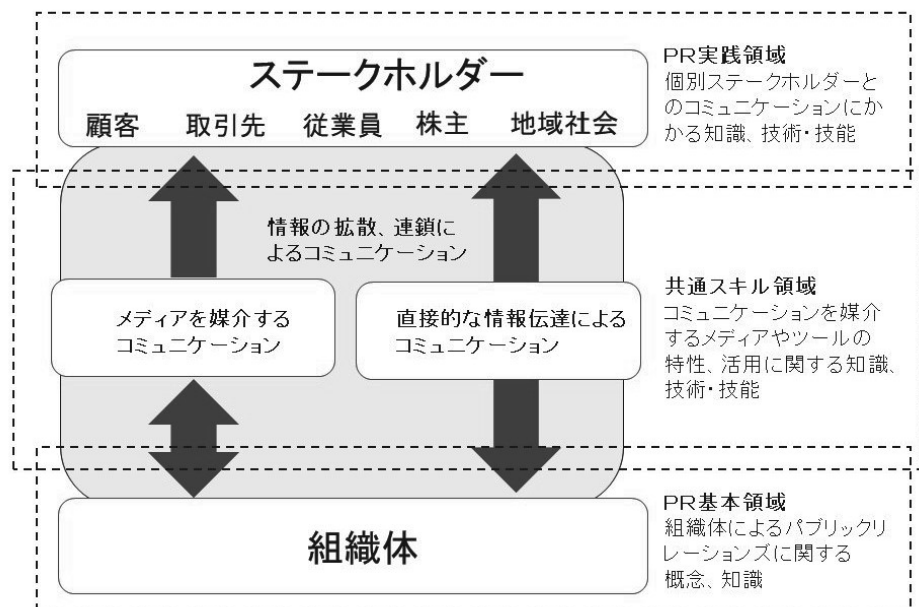 ステークホルダー
顧客 取引先 従業員 株主 地域社会
PR実践領域
個別ステークホルダーと
のコミュニケーションにか
かる知識、技術・技能
情報の拡散、連鎖に
よるコミュニケーション
メディアを媒介する
コミュニケーション
直接的な情報伝達による
コミュニケーション
共通スキル領域
コミュニケーションを媒介
するメディアやツールの
特性、活用に関する知識、
技術・技能
組織体
PR基本領域
組織体によるパブリックリ
レーションズに関する
概念、知識